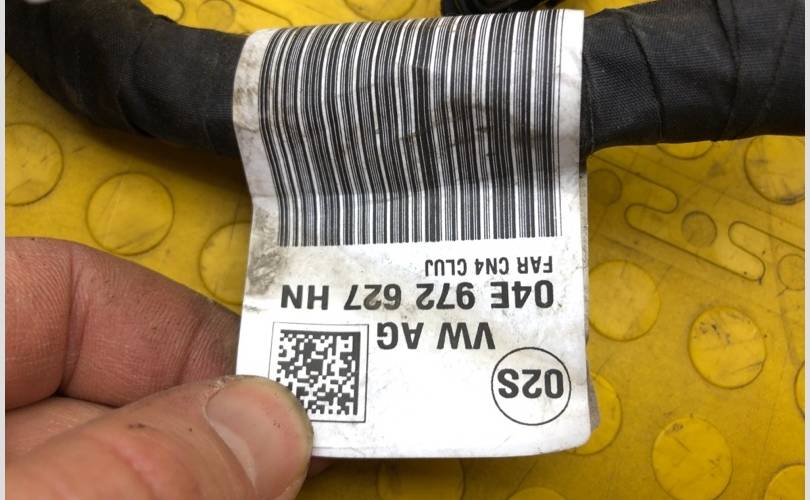 02S
VW AG
04E 972 627 HN
FAR CN4 CLUJ